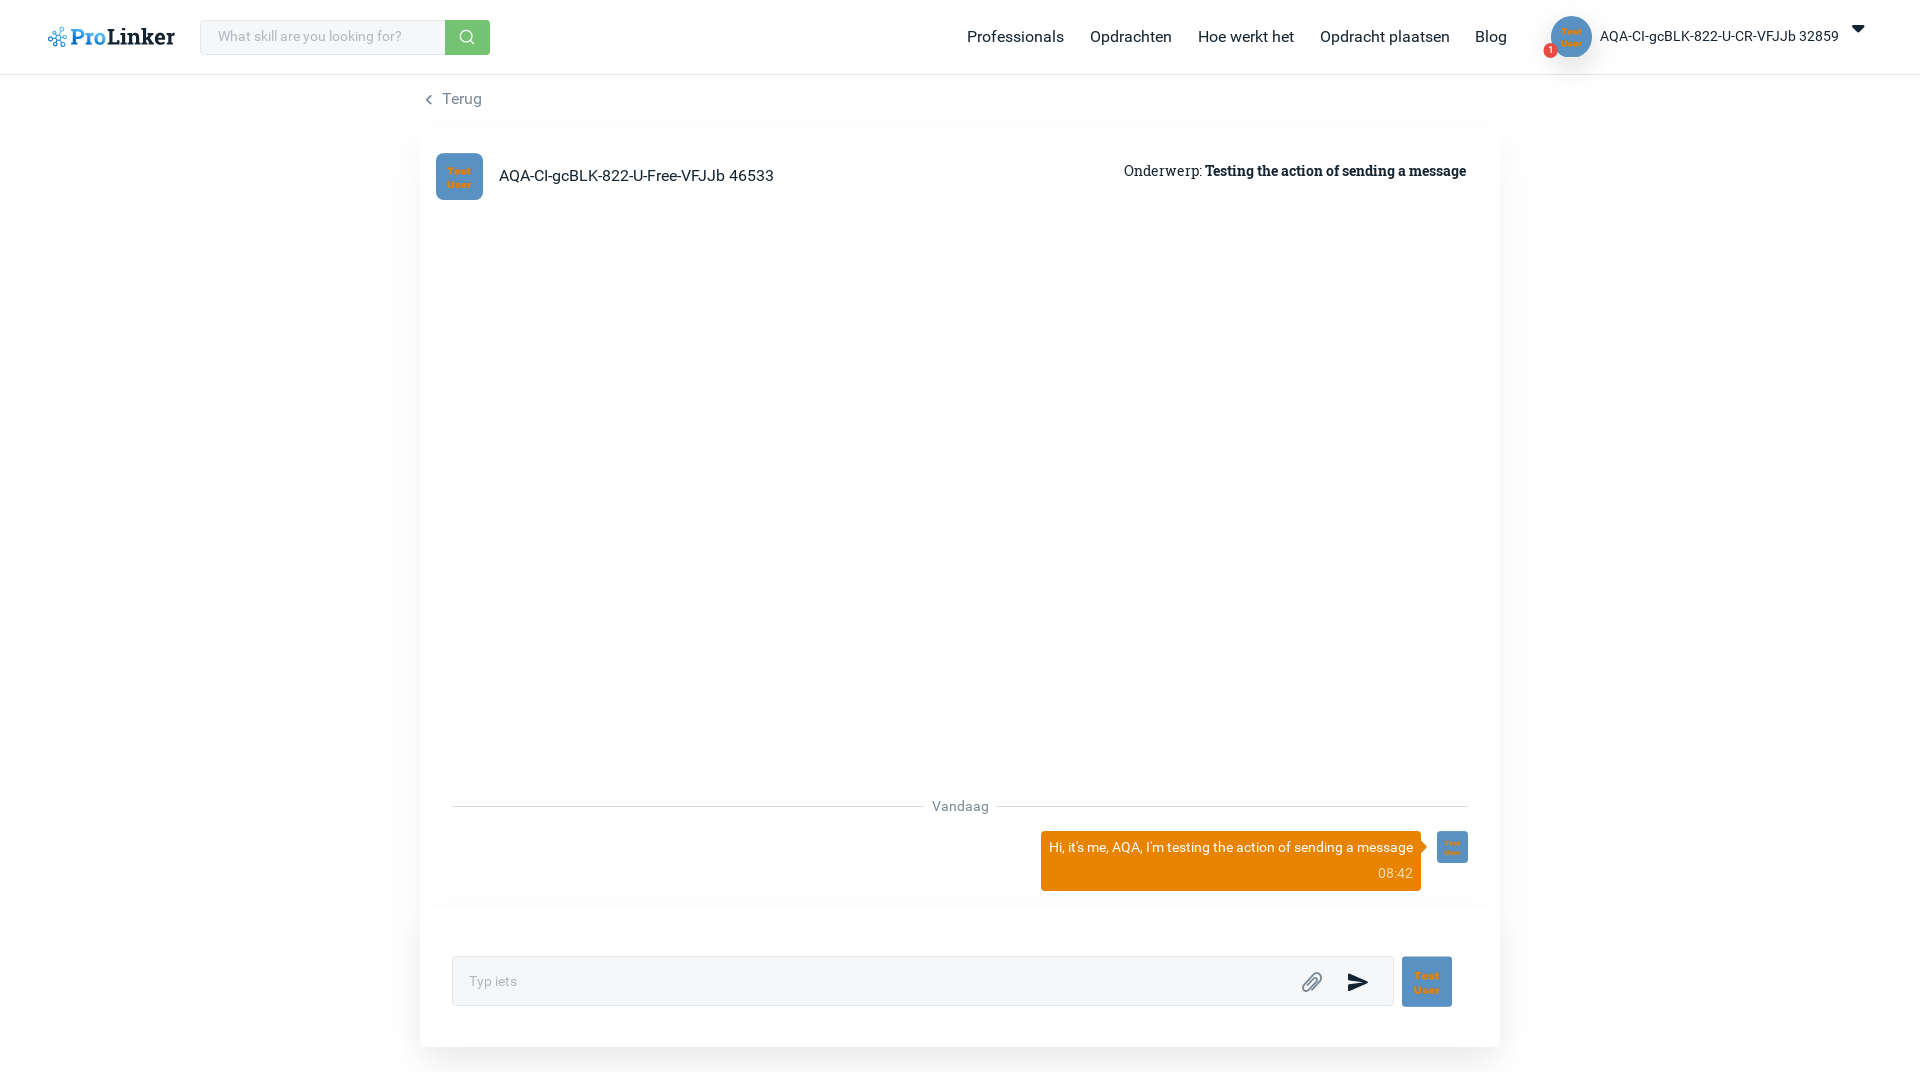 ProLinker
What skill are you looking for?
Professionals
Opdrachten
Hoe werkt het
Opdracht plaatsen
Blog
Test
User
1
AQA-CI-gcBLK-822-U-CR-VFJJb 32859
Terug
Test
User
AQA-CI-gcBLK-822-U-Free-VFJJb 46533
Onderwerp: Testing the action of sending a message
Vandaag
Hi, it's me, AQA, I'm testing the action of sending a message
08:42
Test
User
Typ iets
Test
User